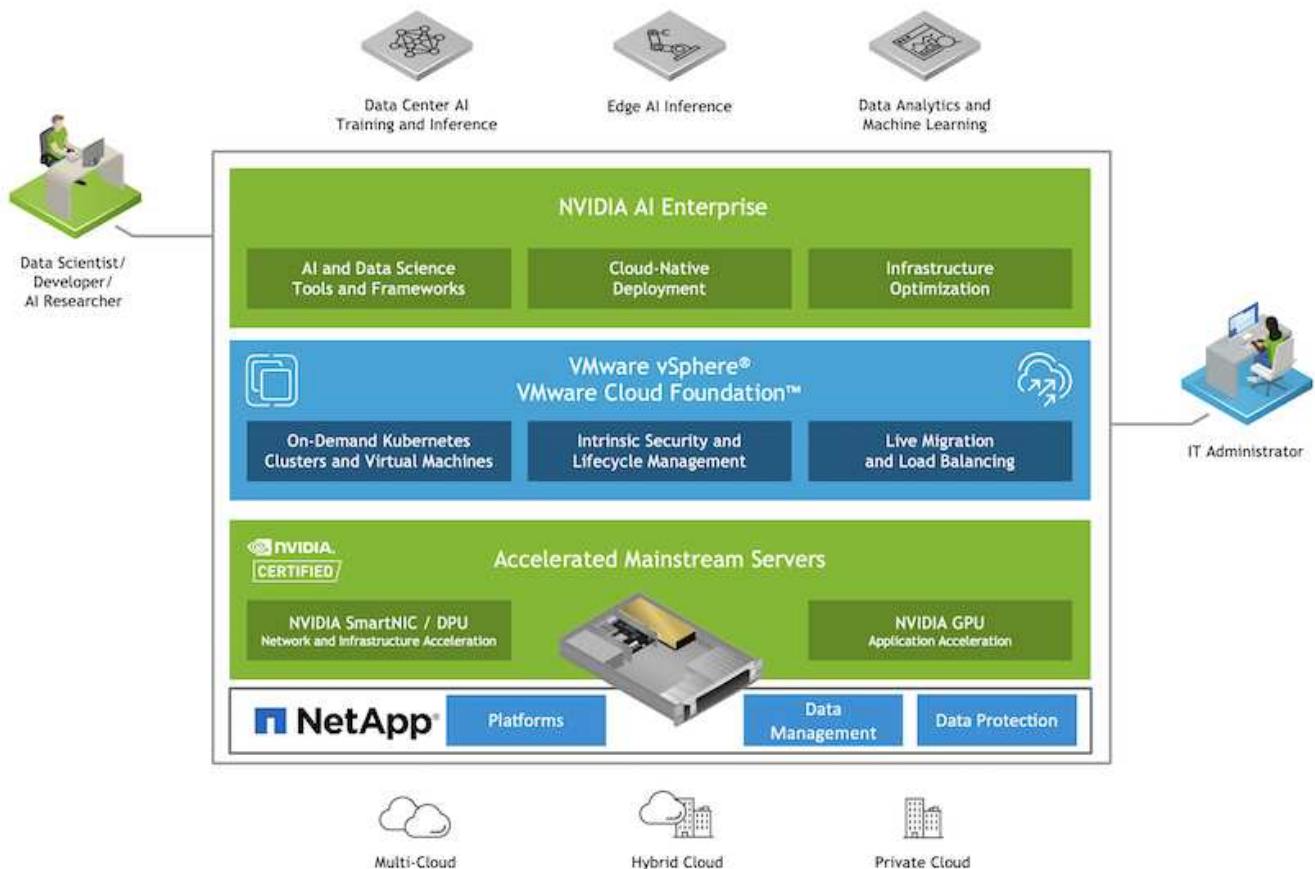 Data Center AI
Training and Inference
Edge AI Inference
Data Analytics and
Machine Learning
Data Scientist/
Developer/
AI Researcher
NVIDIA AI Enterprise
AI and Data Science
Tools and Frameworks
Cloud-Native
Deployment
Infrastructure
Optimization
VMware vSphere®
VMware Cloud Foundation™
On-Demand Kubernetes
Clusters and Virtual Machines
Intrinsic Security and
Lifecycle Management
Live Migration
and Load Balancing
IT Administrator
NVIDIA.
CERTIFIED
Accelerated Mainstream Servers
NVIDIA SmartNIC / DPU
Network and Infrastructure Acceleration
NVIDIA GPU
Application Acceleration
NetApp®
Platforms
Data
Management
Data Protection
Multi-Cloud
Hybrid Cloud
Private Cloud